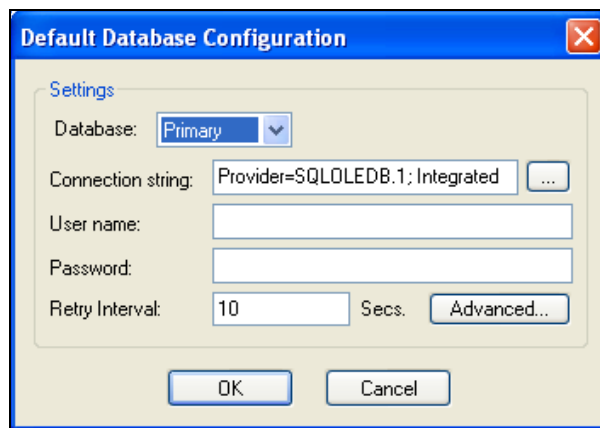 Default Database Configuration
Settings
Database: Primary
Connection string: Provider=SQLOLEDB.1; Integrated ...
User name:
Password:
Retry Interval: 10 Secs. Advanced...
OK Cancel